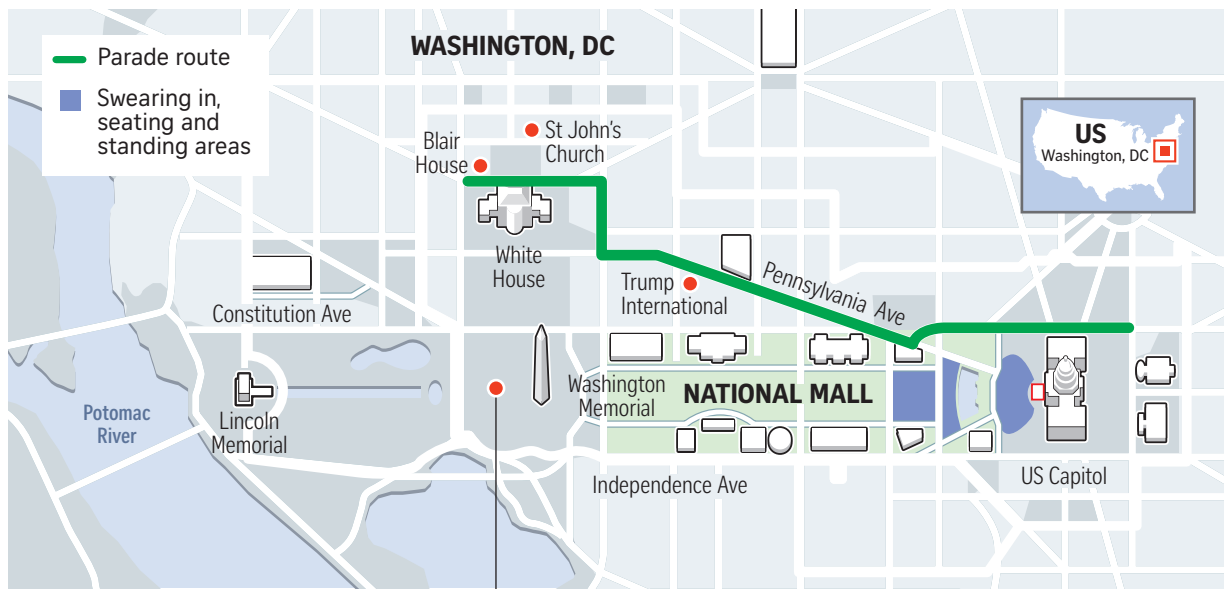 WASHINGTON, DC
Parade route
Swearing in,
seating and
standing areas
US
Washington, DC
Blair
House
St John's
Church
White
House
Trump
International
Pennsylvania Ave
Constitution Ave
Washington
Memorial
NATIONAL MALL
Lincoln
Memorial
Potomac
River
Independence Ave
US Capitol